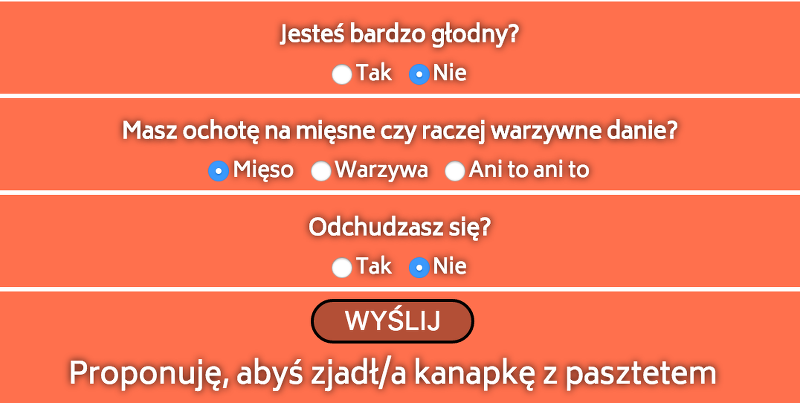 Jesteś bardzo głodny?
Tak Nie
Masz ochotę na mięsne czy raczej warzywne danie?
Mięso Warzywa Ani to ani to
Odchudzasz się?
Tak Nie
WYŚLIJ
Proponuję, abyś zjadł/a kanapkę z pasztetem